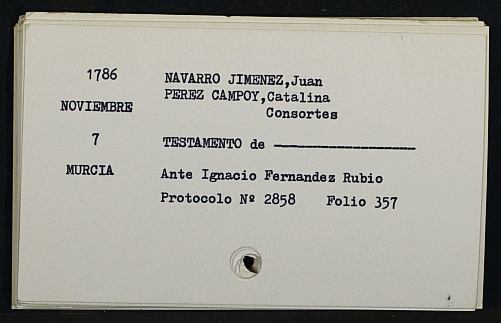 1786
NAVARRO JIMENEZ,Juan
PEREZ CAMPOY,Catalina
NOVIEMBRE
Consortes
7
TESTAMENTO de
MURCIA
Ante Ignacio Fernandez Rubio
Protocolo Nº 2858 Folio 357